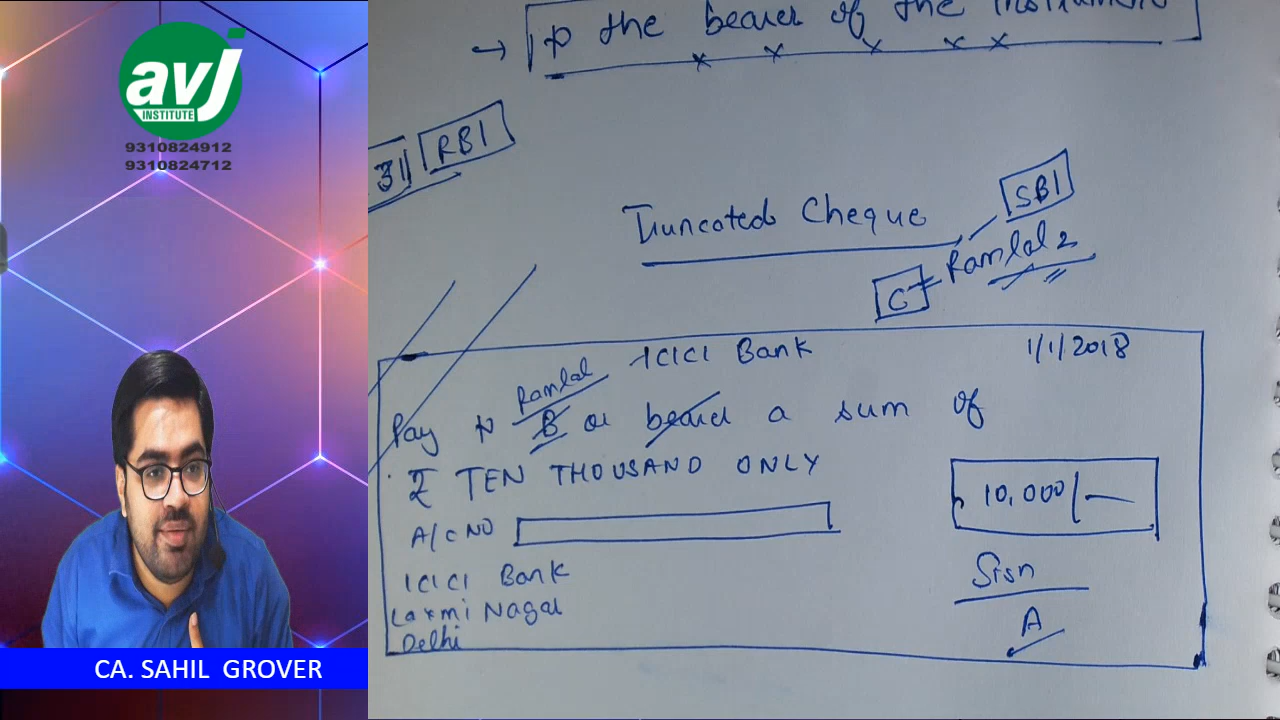 avj
INSTITUTE
9310824912
9310824712
CA. SAHIL GROVER
→ to the bearer of the instrument
31 RBI
Truncated Cheque
SBI
C Ramlal 2
ICICI Bank 1/1/2018
Ramlal
Pay to B or bearer a sum of
₹ TEN THOUSAND ONLY
10,000/-
A/C NO
ICICI Bank
Laxmi Nagar
Delhi
Sign
A